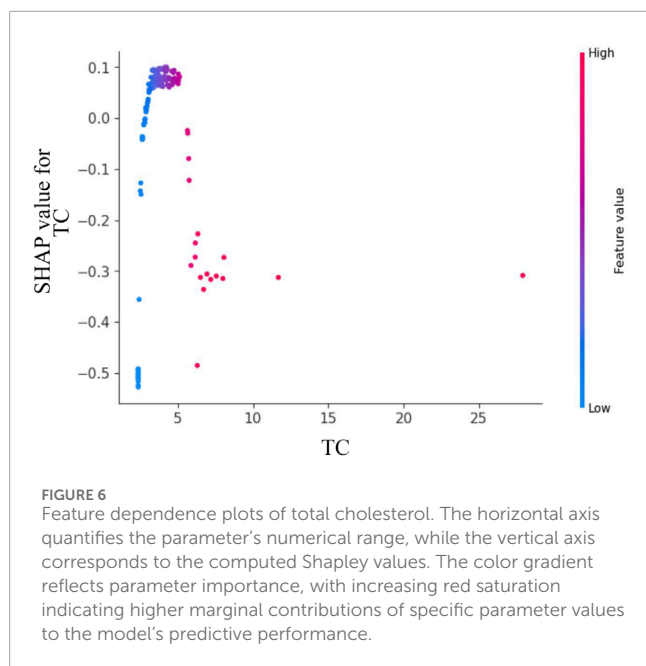 High
0.1
0.0
−0.1
−0.2
−0.3
−0.4
−0.5
SHAP value for
TC
5
10
15
20
25
TC
Feature value
Low
FIGURE 6
Feature dependence plots of total cholesterol. The horizontal axis
quantifies the parameter's numerical range, while the vertical axis
corresponds to the computed Shapley values. The color gradient
reflects parameter importance, with increasing red saturation
indicating higher marginal contributions of specific parameter values
to the model's predictive performance.